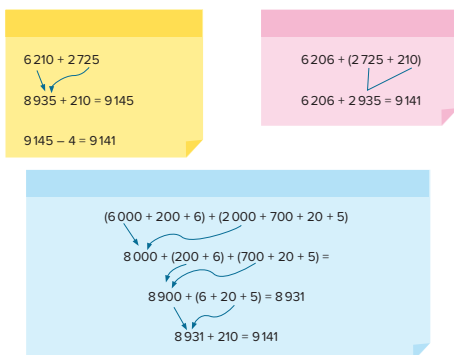 6 210 + 2 725
8 935 + 210 = 9 145
9 145 – 4 = 9 141
6 206 + (2 725 + 210)
6 206 + 2 935 = 9 141
(6 000 + 200 + 6) + (2 000 + 700 + 20 + 5)
8 000 + (200 + 6) + (700 + 20 + 5) =
8 900 + (6 + 20 + 5) = 8 931
8 931 + 210 = 9 141